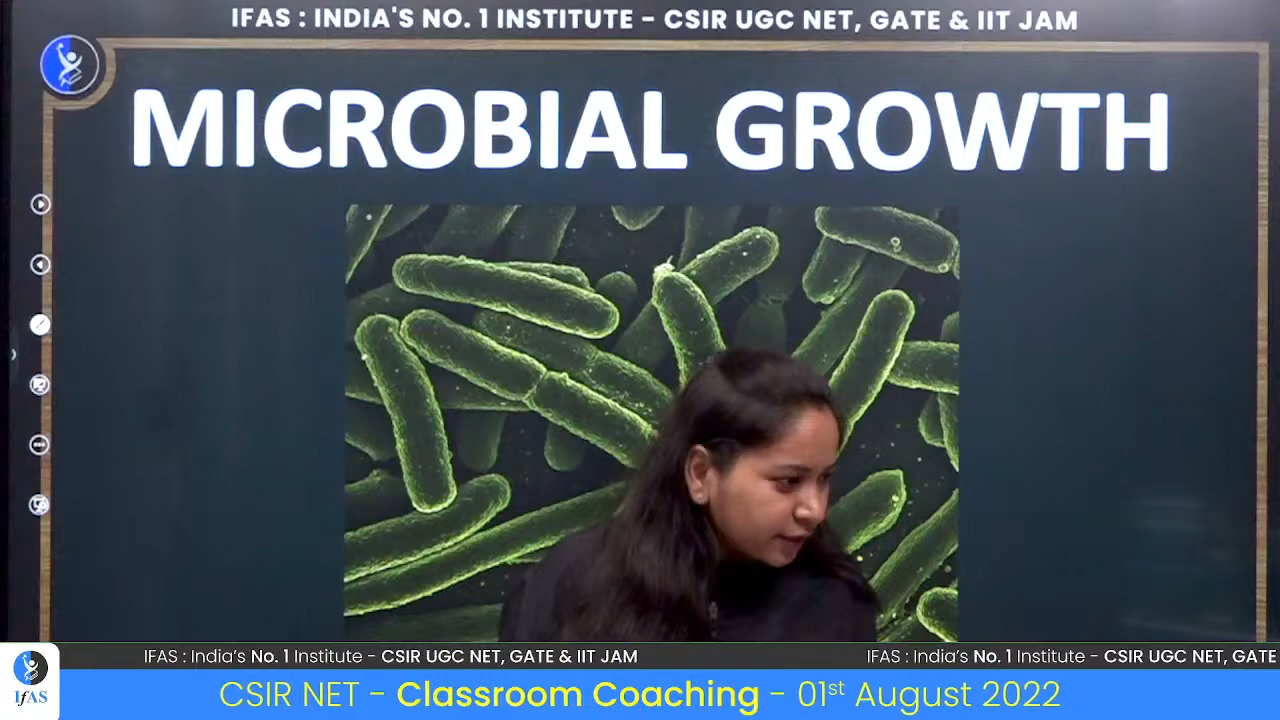 IFAS : INDIA'S NO. 1 INSTITUTE - CSIR UGC NET, GATE & IIT JAM
MICROBIAL GROWTH
IFAS : India's No. 1 Institute - CSIR UGC NET, GATE & IIT JAM
IFAS : India's No. 1 Institute - CSIR UGC NET, GATE
IfAS
CSIR NET - Classroom Coaching - 01st August 2022